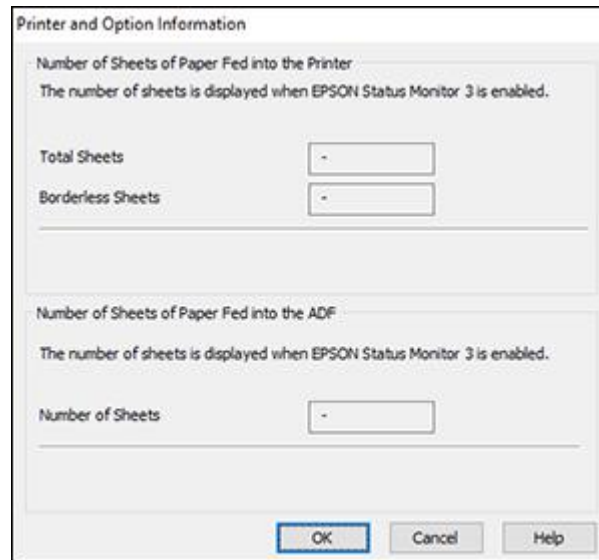 Printer and Option Information
Number of Sheets of Paper Fed into the Printer
The number of sheets is displayed when EPSON Status Monitor 3 is enabled.
Total Sheets -
Borderless Sheets -
Number of Sheets of Paper Fed into the ADF
The number of sheets is displayed when EPSON Status Monitor 3 is enabled.
Number of Sheets -
OK Cancel Help